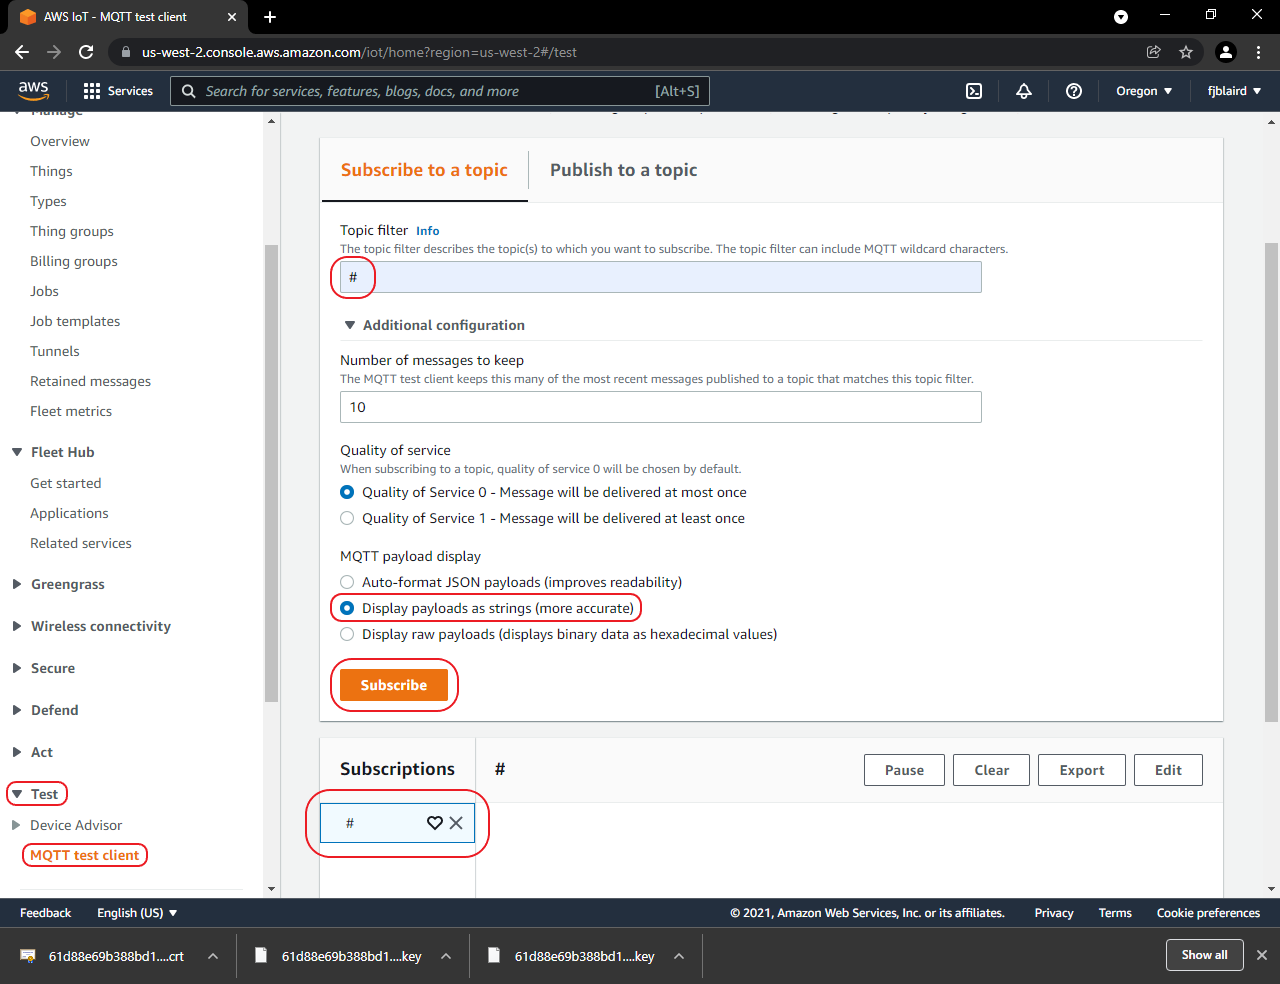 AWS IoT - MQTT test client
us-west-2.console.aws.amazon.com/iot/home?region=us-west-2#/test
aws
Services
Search for services, features, blogs, docs, and more
[Alt+S]
Oregon
fjblaird
Manage
Overview
Things
Types
Thing groups
Billing groups
Jobs
Job templates
Tunnels
Retained messages
Fleet metrics
Fleet Hub
Get started
Applications
Related services
Greengrass
Wireless connectivity
Secure
Defend
Act
Test
Device Advisor
MQTT test client
Subscribe to a topic
Publish to a topic
Topic filter Info
The topic filter describes the topic(s) to which you want to subscribe. The topic filter can include MQTT wildcard characters.
#
Additional configuration
Number of messages to keep
The MQTT test client keeps this many of the most recent messages published to a topic that matches this topic filter.
10
Quality of service
When subscribing to a topic, quality of service 0 will be chosen by default.
Quality of Service 0 - Message will be delivered at most once
Quality of Service 1 - Message will be delivered at least once
MQTT payload display
Auto-format JSON payloads (improves readability)
Display payloads as strings (more accurate)
Display raw payloads (displays binary data as hexadecimal values)
Subscribe
Subscriptions
#
Pause
Clear
Export
Edit
#
Feedback
English (US)
© 2021, Amazon Web Services, Inc. or its affiliates.
Privacy
Terms
Cookie preferences
61d88e69b388bd1....crt
61d88e69b388bd1....key
61d88e69b388bd1....key
Show all